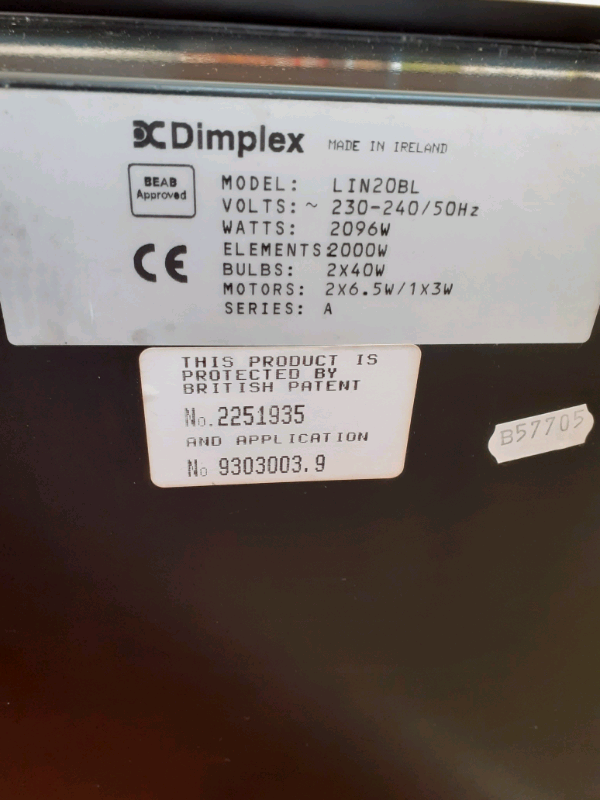 Dimplex MADE IN IRELAND
BEAB
Approved
MODEL: LIN20BL
VOLTS: ~ 230-240/50Hz
WATTS: 2096W
ELEMENTS: 2000W
BULBS: 2X40W
MOTORS: 2x6.5W/1x3W
SERIES: A
CE
THIS PRODUCT IS
PROTECTED BY
BRITISH PATENT
No. 2251935
AND APPLICATION
No 9303003.9
B57705